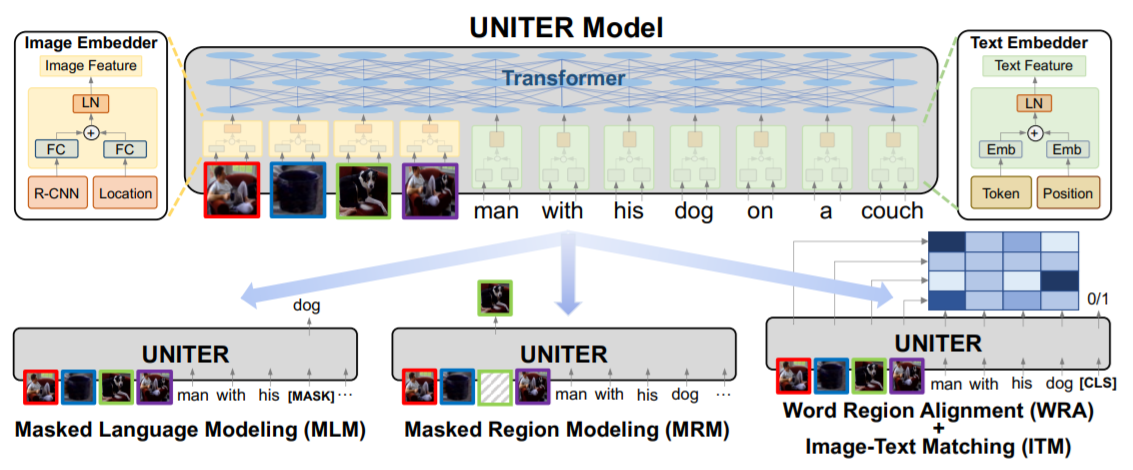 UNITER Model
Image Embedder
Image Feature
LN
+
FC FC
R-CNN Location
Transformer
man with his dog on a couch
Text Embedder
Text Feature
LN
+
Emb Emb
Token Position
dog
UNITER
man with his [MASK] ...
Masked Language Modeling (MLM)
UNITER
man with his dog ...
Masked Region Modeling (MRM)
0/1
UNITER
man with his dog [CLS]
Word Region Alignment (WRA)
+
Image-Text Matching (ITM)